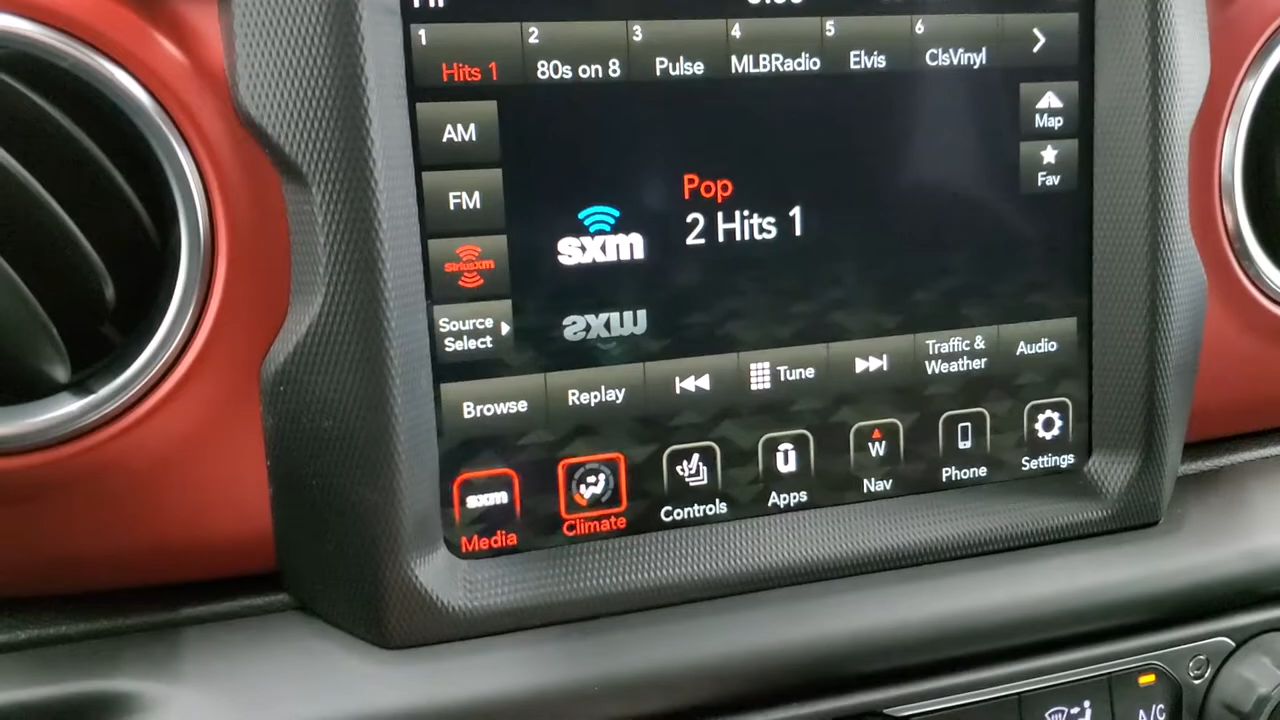 1 2 3 4 5 6
Hits 1 80s on 8 Pulse MLBRadio Elvis ClsVinyl
AM
Map
FM
Fav
Pop
2 Hits 1
sxm
SiriusXM
Source
Select
Browse Replay Tune Traffic &
Weather Audio
sxm
Media
Climate
Controls
ū
Apps
W
Nav
Phone
Settings
A/C